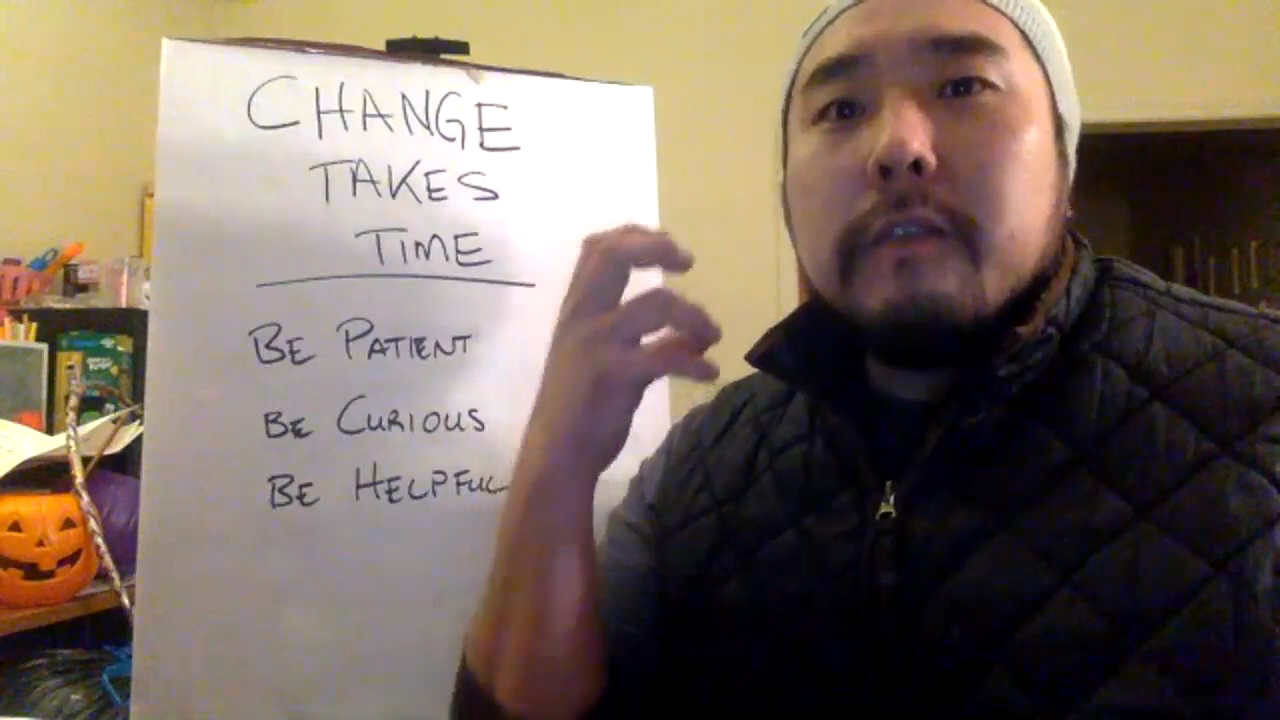 CHANGE
TAKES
TIME
BE PATIENT
BE CURIOUS
BE HELPFUL